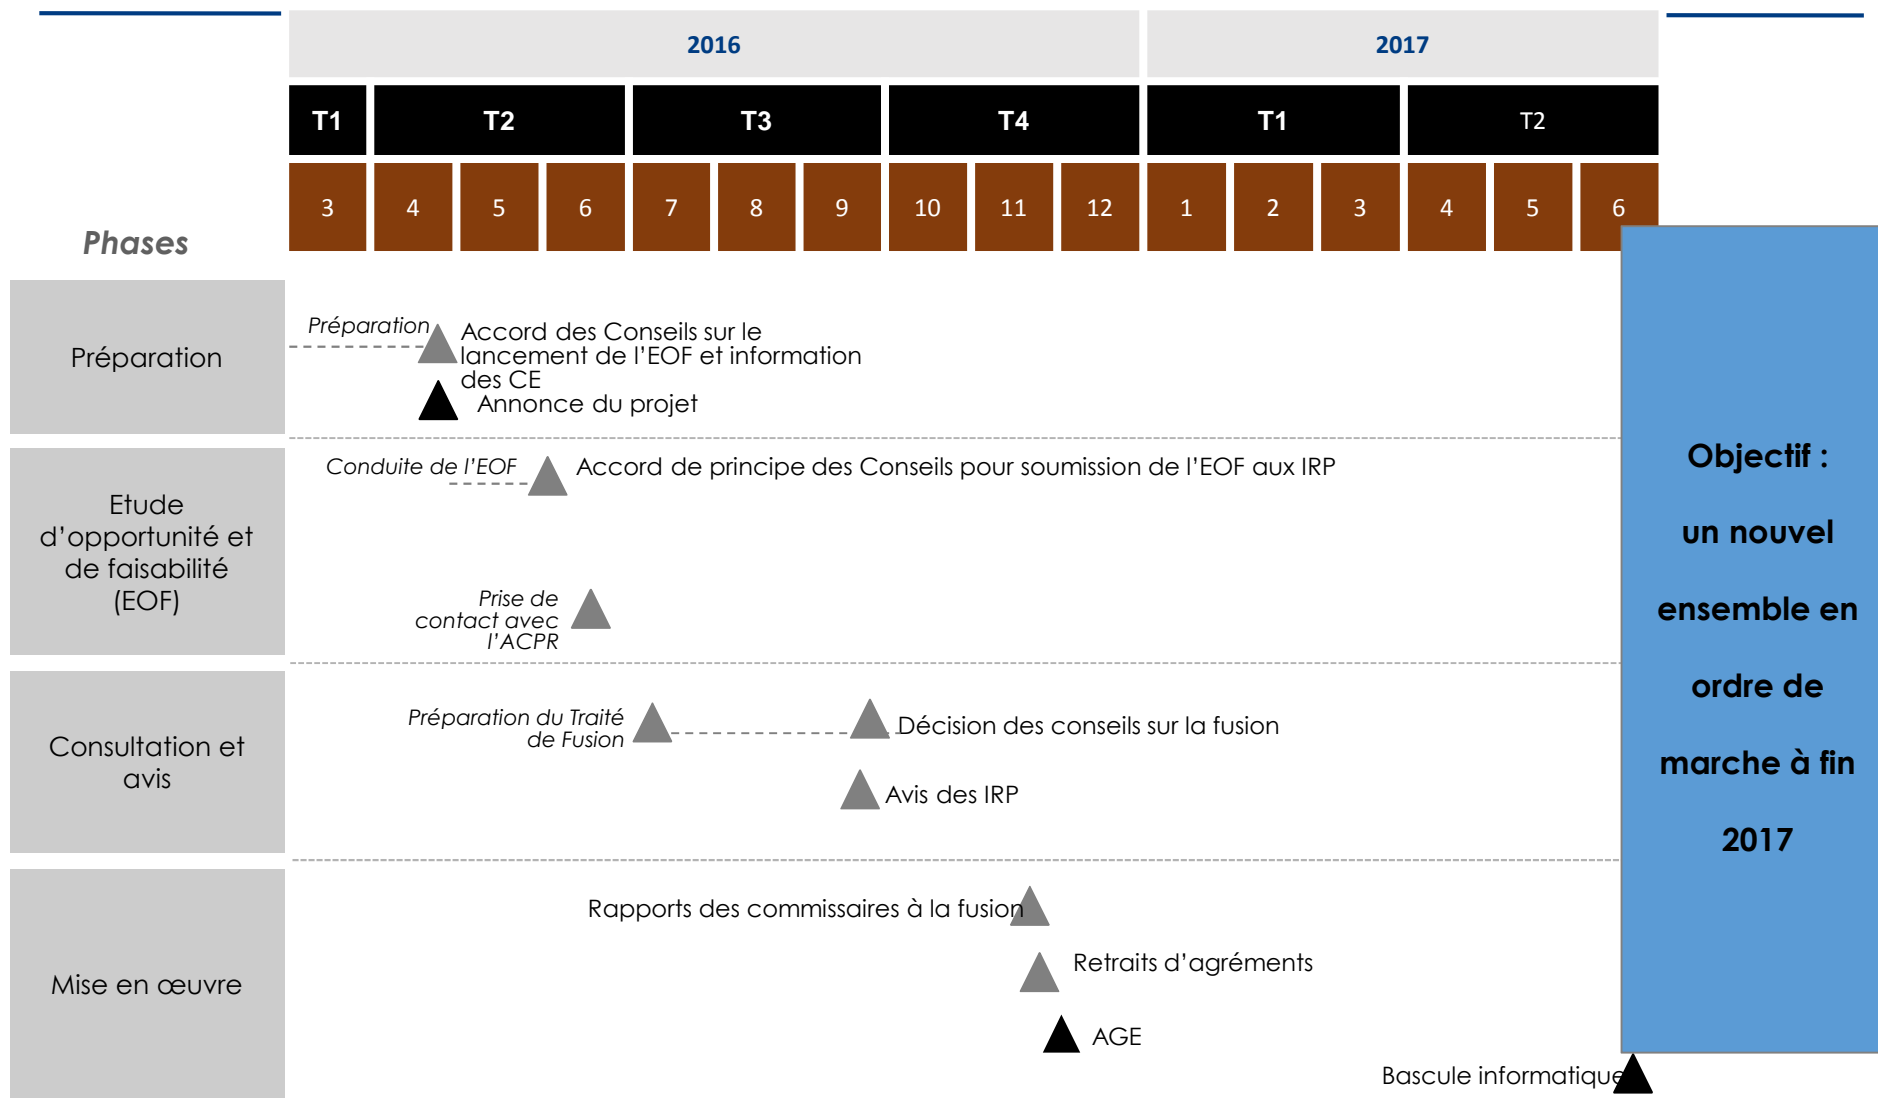 2016
2017
T1
T2
T3
T4
T1
T2
3
4
5
6
7
8
9
10
11
12
1
2
3
4
5
6
Phases
Préparation
Préparation
Accord des Conseils sur le
lancement de l’EOF et information
des CE
Annonce du projet
Etude
d’opportunité et
de faisabilité
(EOF)
Conduite de l’EOF
Accord de principe des Conseils pour soumission de l’EOF aux IRP
Prise de
contact avec
l’ACPR
Consultation et
avis
Préparation du Traité
de Fusion
Décision des conseils sur la fusion
Avis des IRP
Mise en œuvre
Rapports des commissaires à la fusion
Retraits d’agréments
AGE
Bascule informatique
Objectif :
un nouvel
ensemble en
ordre de
marche à fin
2017